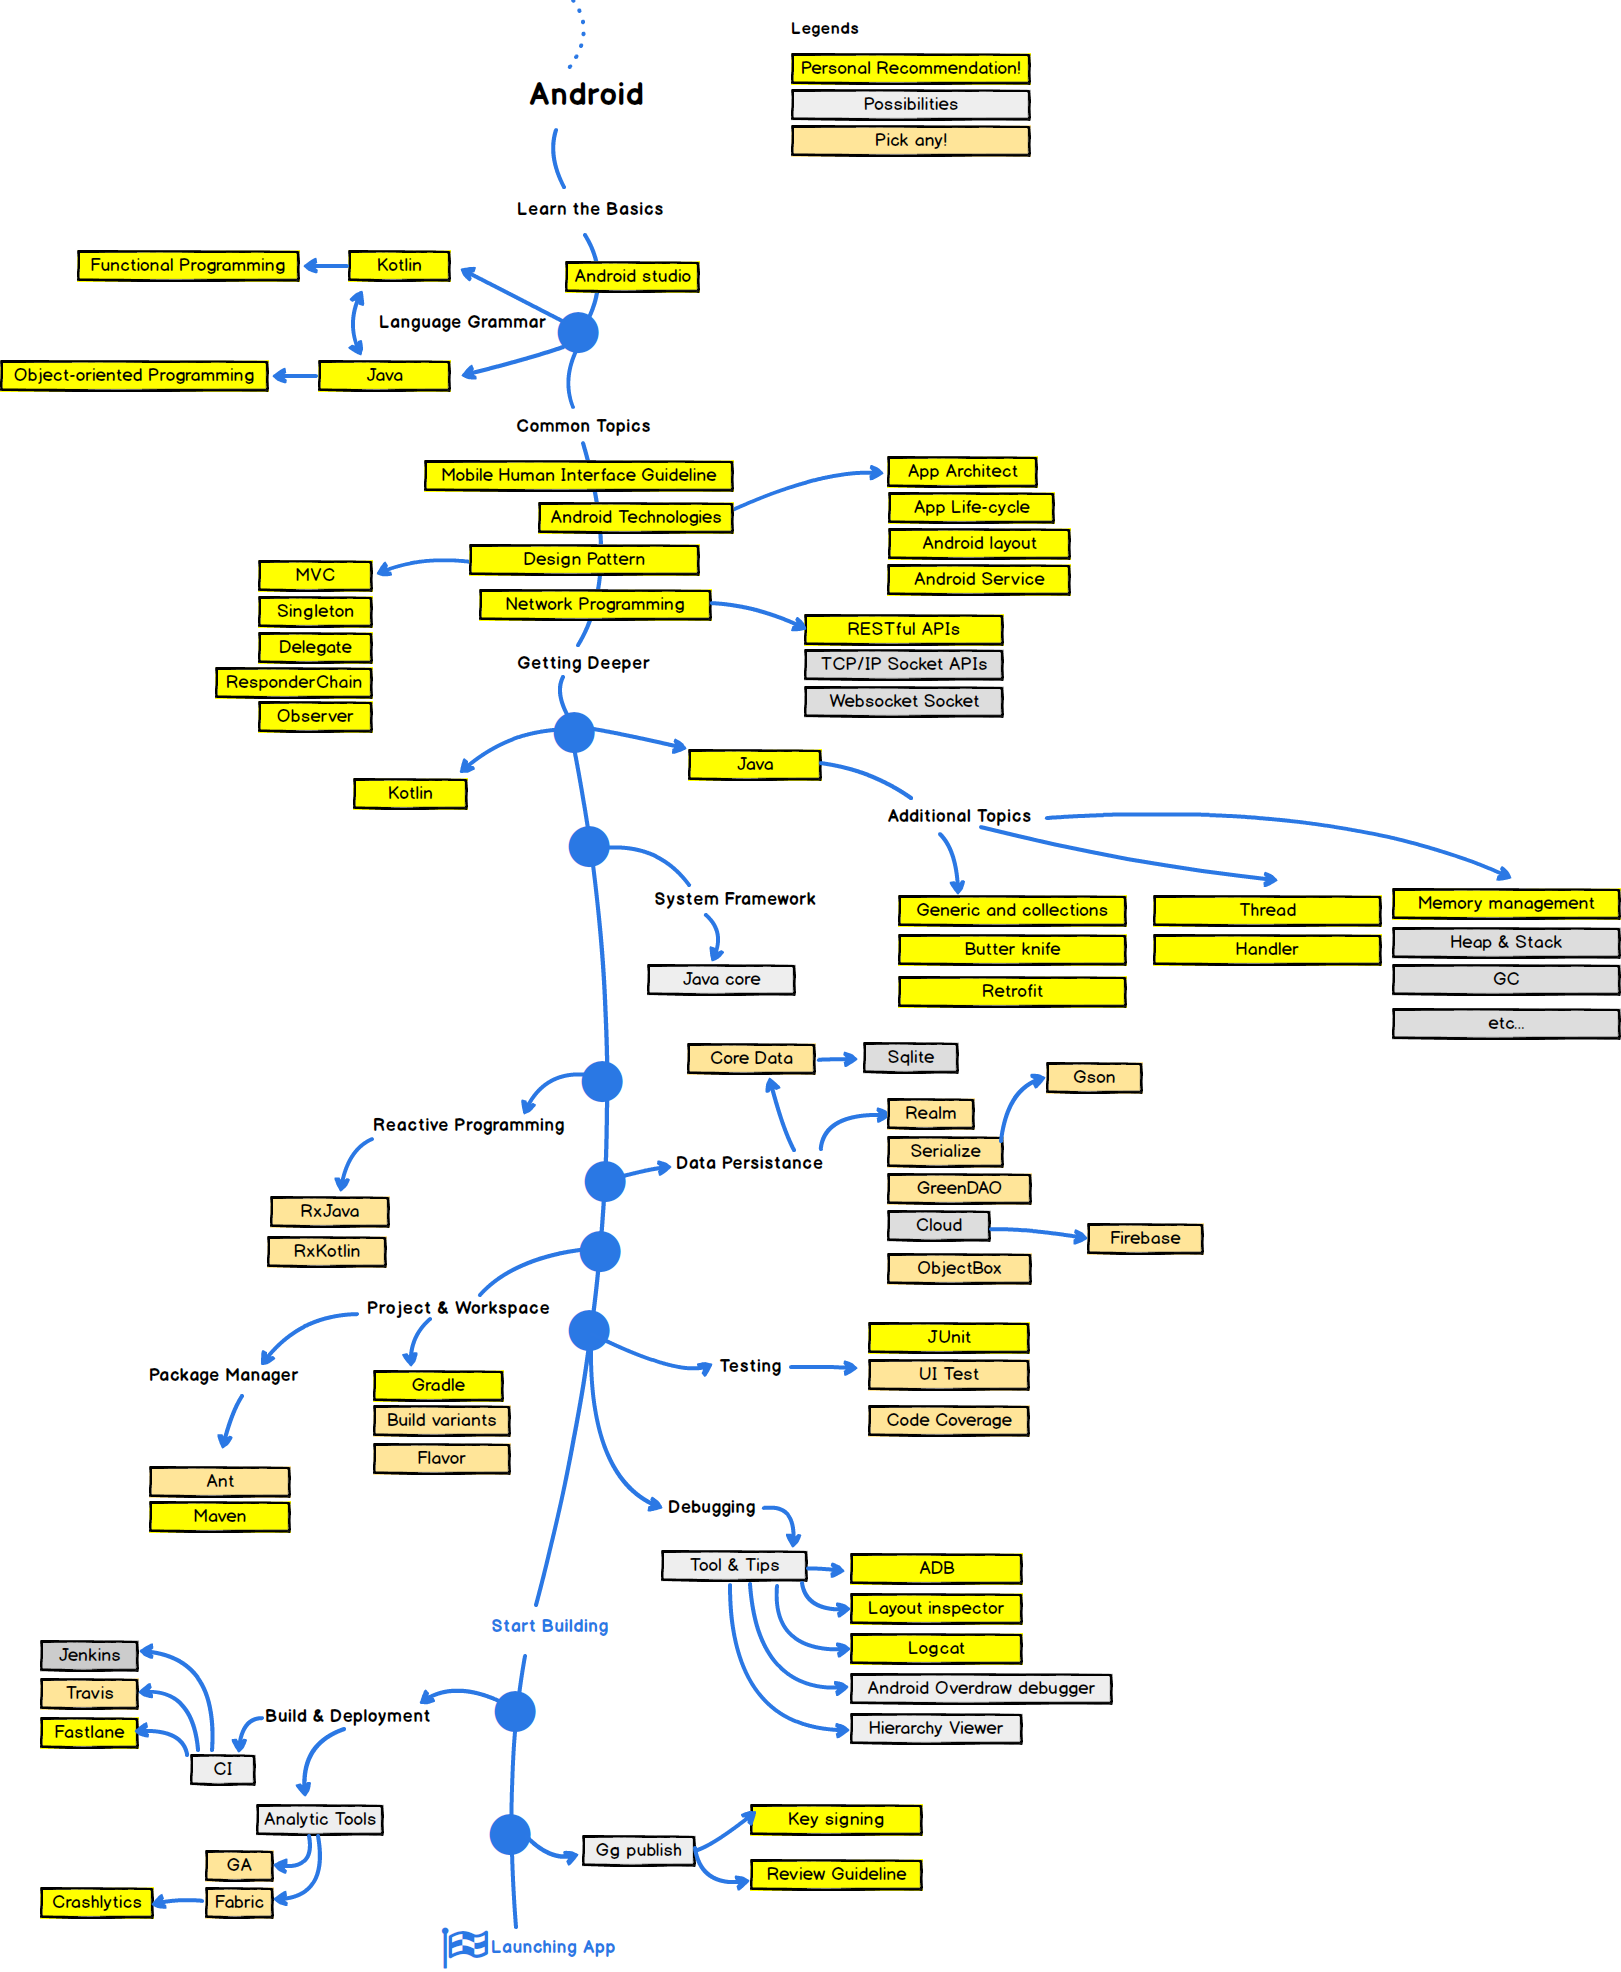 Legends
Personal Recommendation!
Possibilities
Pick any!
Android
Learn the Basics
Functional Programming
Kotlin
Android studio
Language Grammar
Object-oriented Programming
Java
Common Topics
Mobile Human Interface Guideline
Android Technologies
App Architect
App Life-cycle
Android layout
Android Service
Design Pattern
MVC
Singleton
Delegate
ResponderChain
Observer
Network Programming
RESTful APIs
TCP/IP Socket APIs
Websocket Socket
Getting Deeper
Kotlin
Java
Additional Topics
Generic and collections
Butter knife
Retrofit
Thread
Handler
Memory management
Heap & Stack
GC
etc...
System Framework
Java core
Reactive Programming
RxJava
RxKotlin
Data Persistance
Core Data
Sqlite
Realm
Serialize
GreenDAO
Cloud
ObjectBox
Gson
Firebase
Project & Workspace
Package Manager
Ant
Maven
Gradle
Build variants
Flavor
Testing
JUnit
UI Test
Code Coverage
Debugging
Tool & Tips
ADB
Layout inspector
Logcat
Android Overdraw debugger
Hierarchy Viewer
Start Building
Build & Deployment
Jenkins
Travis
Fastlane
CI
Analytic Tools
GA
Fabric
Crashlytics
Gg publish
Key signing
Review Guideline
Launching App